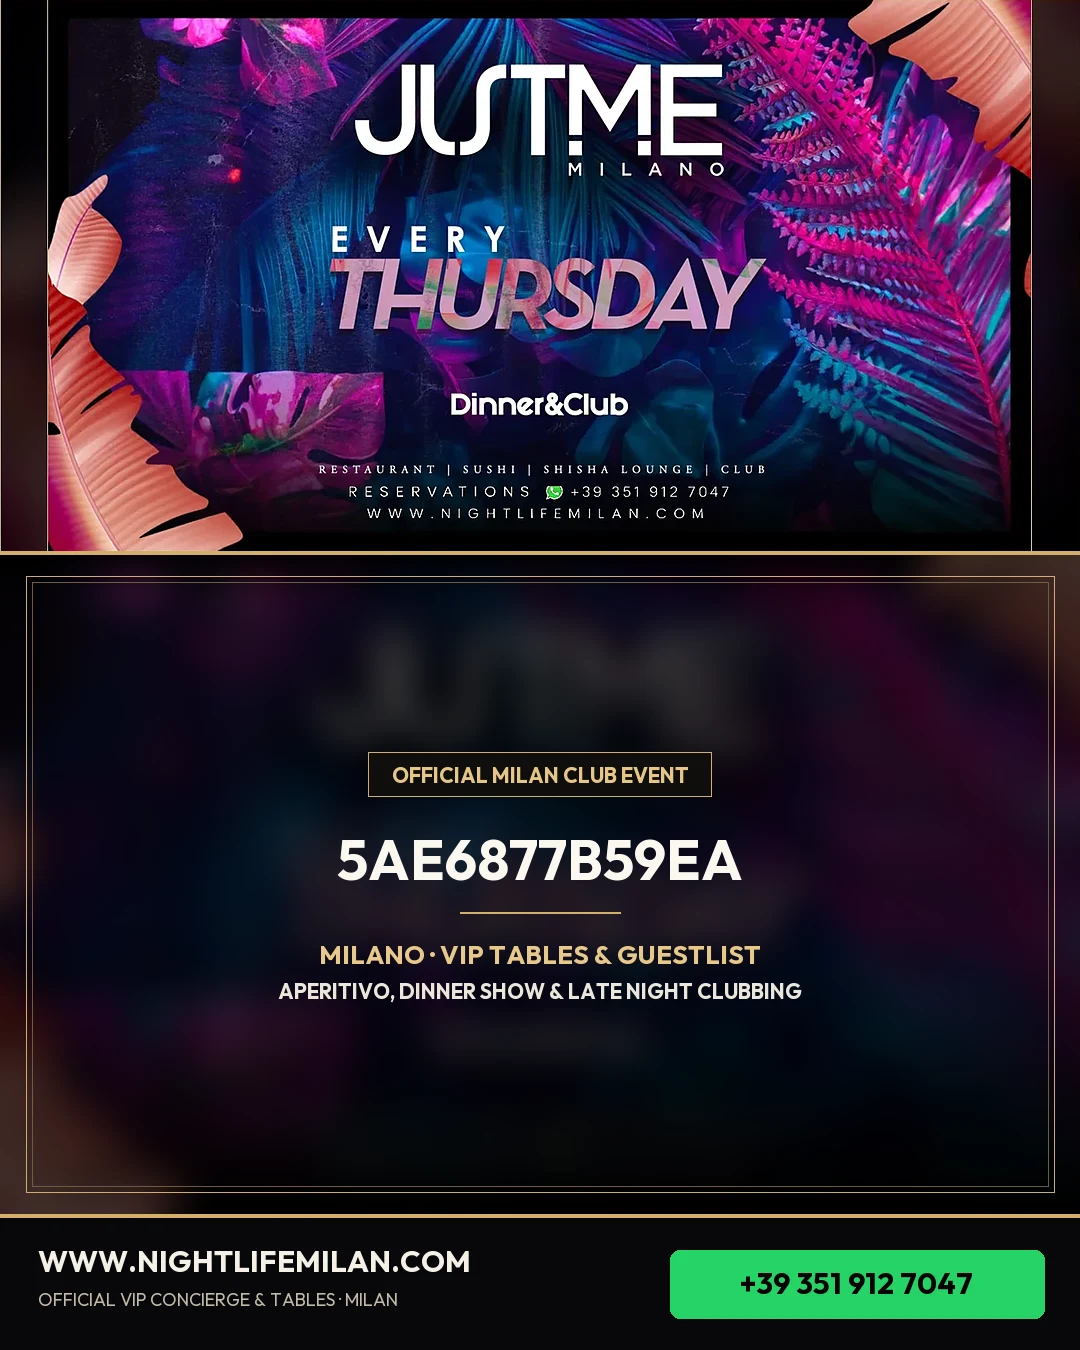 JUSTME
MILANO
EVERY
THURSDAY
Dinner&Club
RESTAURANT | SUSHI | SHISHA LOUNGE | CLUB
RESERVATIONS +39 351 912 7047
WWW.NIGHTLIFEMILAN.COM
OFFICIAL MILAN CLUB EVENT
5AE6877B59EA
MILANO · VIP TABLES & GUESTLIST
APERITIVO, DINNER SHOW & LATE NIGHT CLUBBING
WWW.NIGHTLIFEMILAN.COM
OFFICIAL VIP CONCIERGE & TABLES · MILAN
+39 351 912 7047